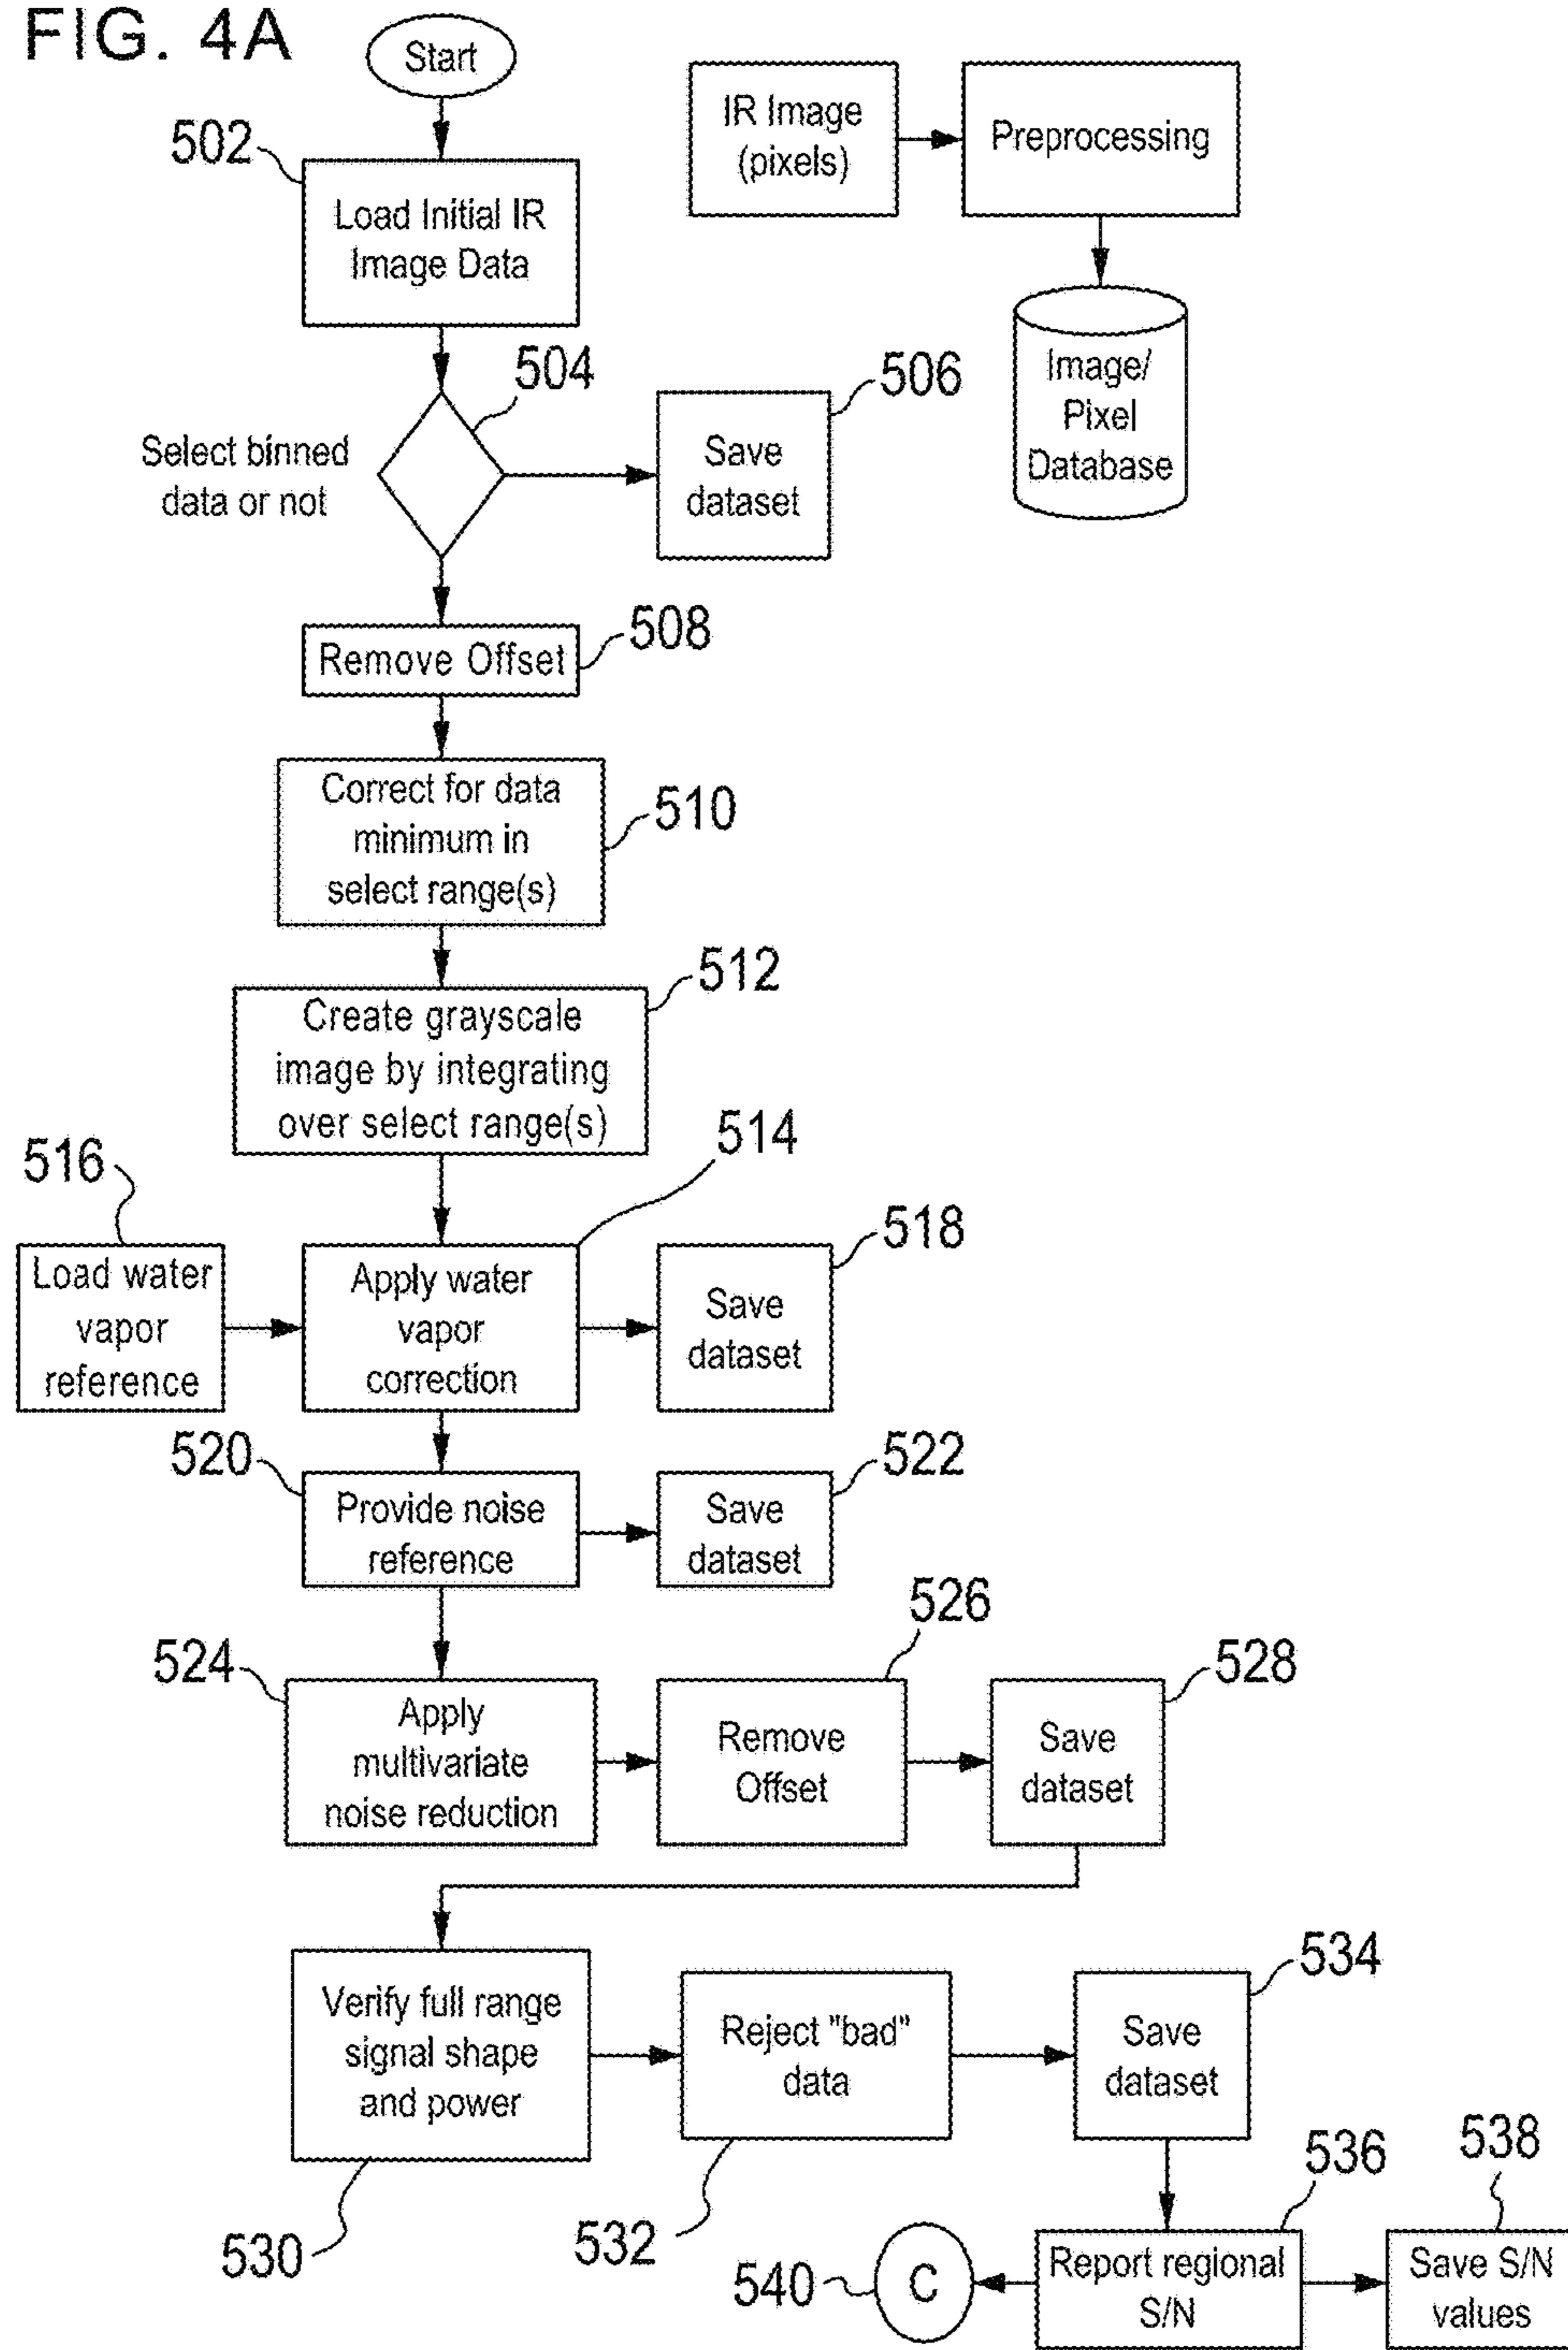 FIG. 4A
Start
502
Load Initial IR
Image Data
IR Image
(pixels)
Preprocessing
Image/
Pixel
Database
504
Select binned
data or not
506
Save
dataset
508
Remove Offset
510
Correct for data
minimum in
select range(s)
512
Create grayscale
image by integrating
over select range(s)
514
516
Load water
vapor
reference
Apply water
vapor
correction
518
Save
dataset
520
Provide noise
reference
522
Save
dataset
524
Apply
multivariate
noise reduction
526
Remove
Offset
528
Save
dataset
530
Verify full range
signal shape
and power
532
Reject "bad"
data
534
Save
dataset
536
Report regional
S/N
538
Save S/N
values
540
C